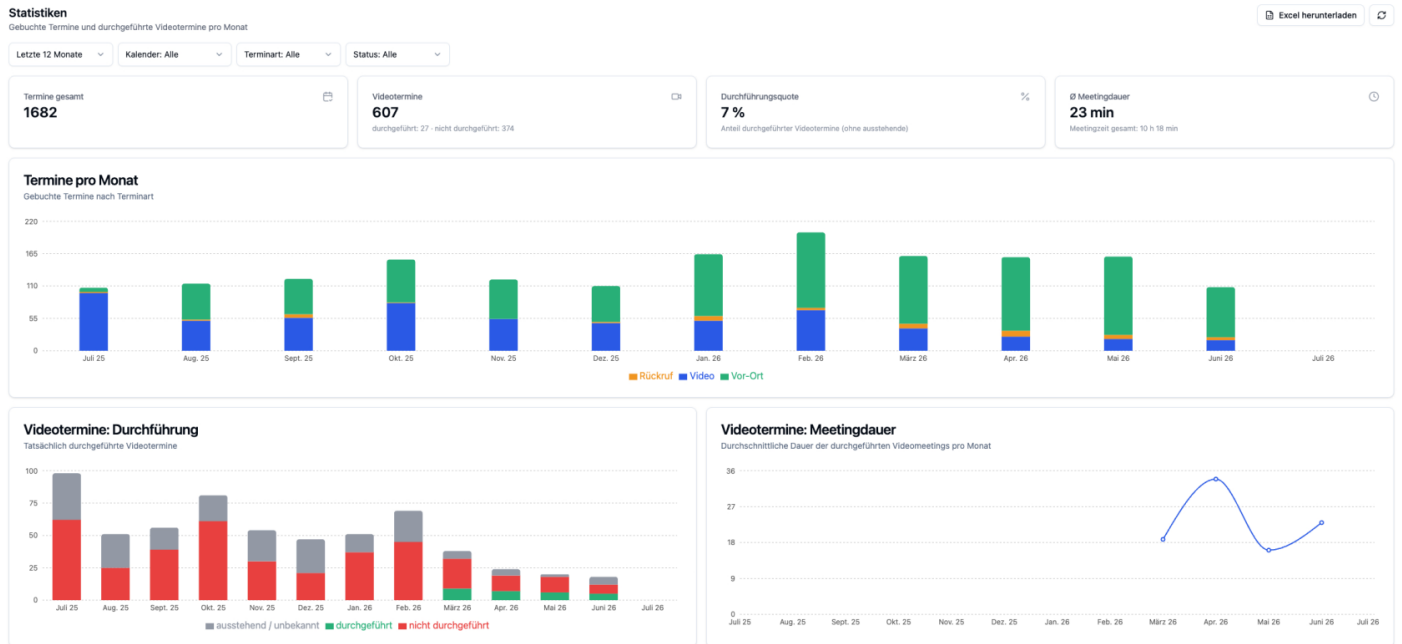 Statistiken
Gebuchte Termine und durchgeführte Videotermine pro Monat
Excel herunterladen
Letzte 12 Monate
Kalender: Alle
Terminart: Alle
Status: Alle
Termine gesamt
1682
Videotermine
607
durchgeführt: 27 · nicht durchgeführt: 374
Durchführungsquote
7 %
Anteil durchgeführter Videotermine (ohne ausstehende)
Ø Meetingdauer
23 min
Meetingzeit gesamt: 10 h 18 min
Termine pro Monat
Gebuchte Termine nach Terminart
220
165
110
55
0
Juli 25 Aug. 25 Sept. 25 Okt. 25 Nov. 25 Dez. 25 Jan. 26 Feb. 26 März 26 Apr. 26 Mai 26 Juni 26 Juli 26
Rückruf Video Vor-Ort
Videotermine: Durchführung
Tatsächlich durchgeführte Videotermine
100
75
50
25
0
Juli 25 Aug. 25 Sept. 25 Okt. 25 Nov. 25 Dez. 25 Jan. 26 Feb. 26 März 26 Apr. 26 Mai 26 Juni 26 Juli 26
ausstehend / unbekannt durchgeführt nicht durchgeführt
Videotermine: Meetingdauer
Durchschnittliche Dauer der durchgeführten Videomeetings pro Monat
36
27
18
9
0
Juli 25 Aug. 25 Sept. 25 Okt. 25 Nov. 25 Dez. 25 Jan. 26 Feb. 26 März 26 Apr. 26 Mai 26 Juni 26 Juli 26